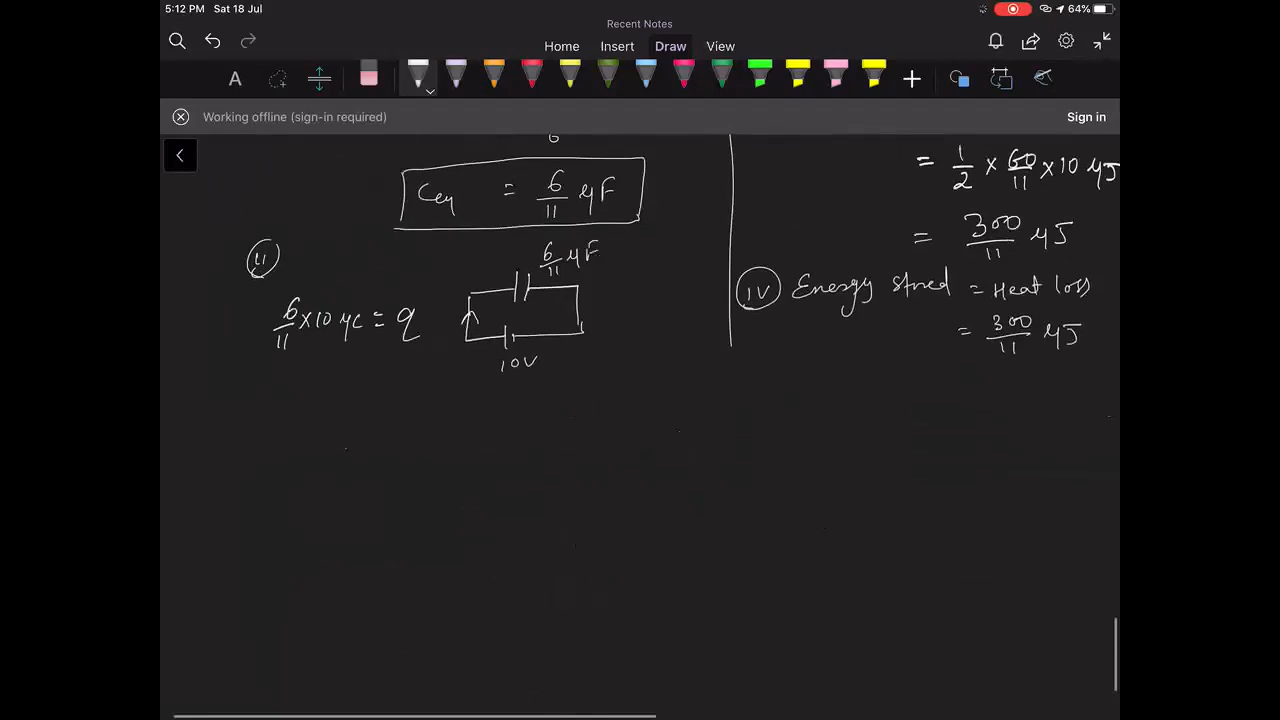 5:12 PM Sat 18 Jul
64%
Recent Notes
Home Insert Draw View
A
Working offline (sign-in required)
Sign in
6
Ceq = 6/11 μF
ii
6/11 μF
6/11 × 10 μC = q
10V
= 1/2 × 60/11 × 10 μJ
= 300/11 μJ
iv Energy stored = Heat loss
= 300/11 μJ